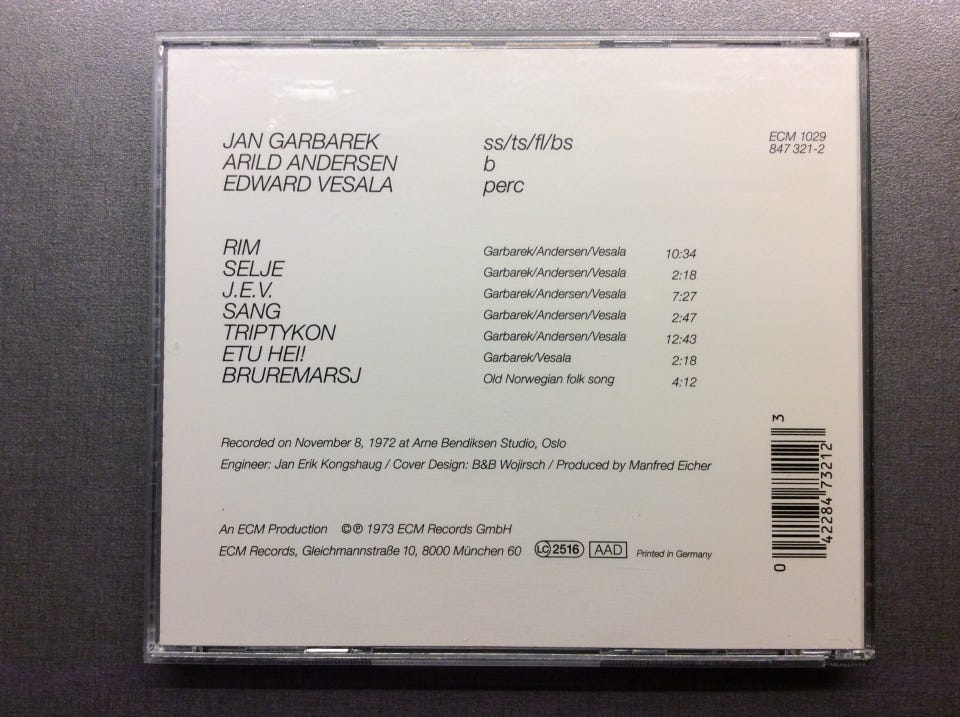 JAN GARBAREK ss/ts/fl/bs
ARILD ANDERSEN b
EDWARD VESALA perc
ECM 1029
847 321-2
RIM Garbarek/Andersen/Vesala 10:34
SELJE Garbarek/Andersen/Vesala 2:18
J.E.V. Garbarek/Andersen/Vesala 7:27
SANG Garbarek/Andersen/Vesala 2:47
TRIPTYKON Garbarek/Andersen/Vesala 12:43
ETU HEI! Garbarek/Vesala 2:18
BRUREMARSJ Old Norwegian folk song 4:12
Recorded on November 8, 1972 at Arne Bendiksen Studio, Oslo
Engineer: Jan Erik Kongshaug / Cover Design: B&B Wojirsch / Produced by Manfred Eicher
An ECM Production ©℗ 1973 ECM Records GmbH
ECM Records, Gleichmannstraße 10, 8000 München 60 LC 2516 AAD Printed in Germany
0 42284 73212 3